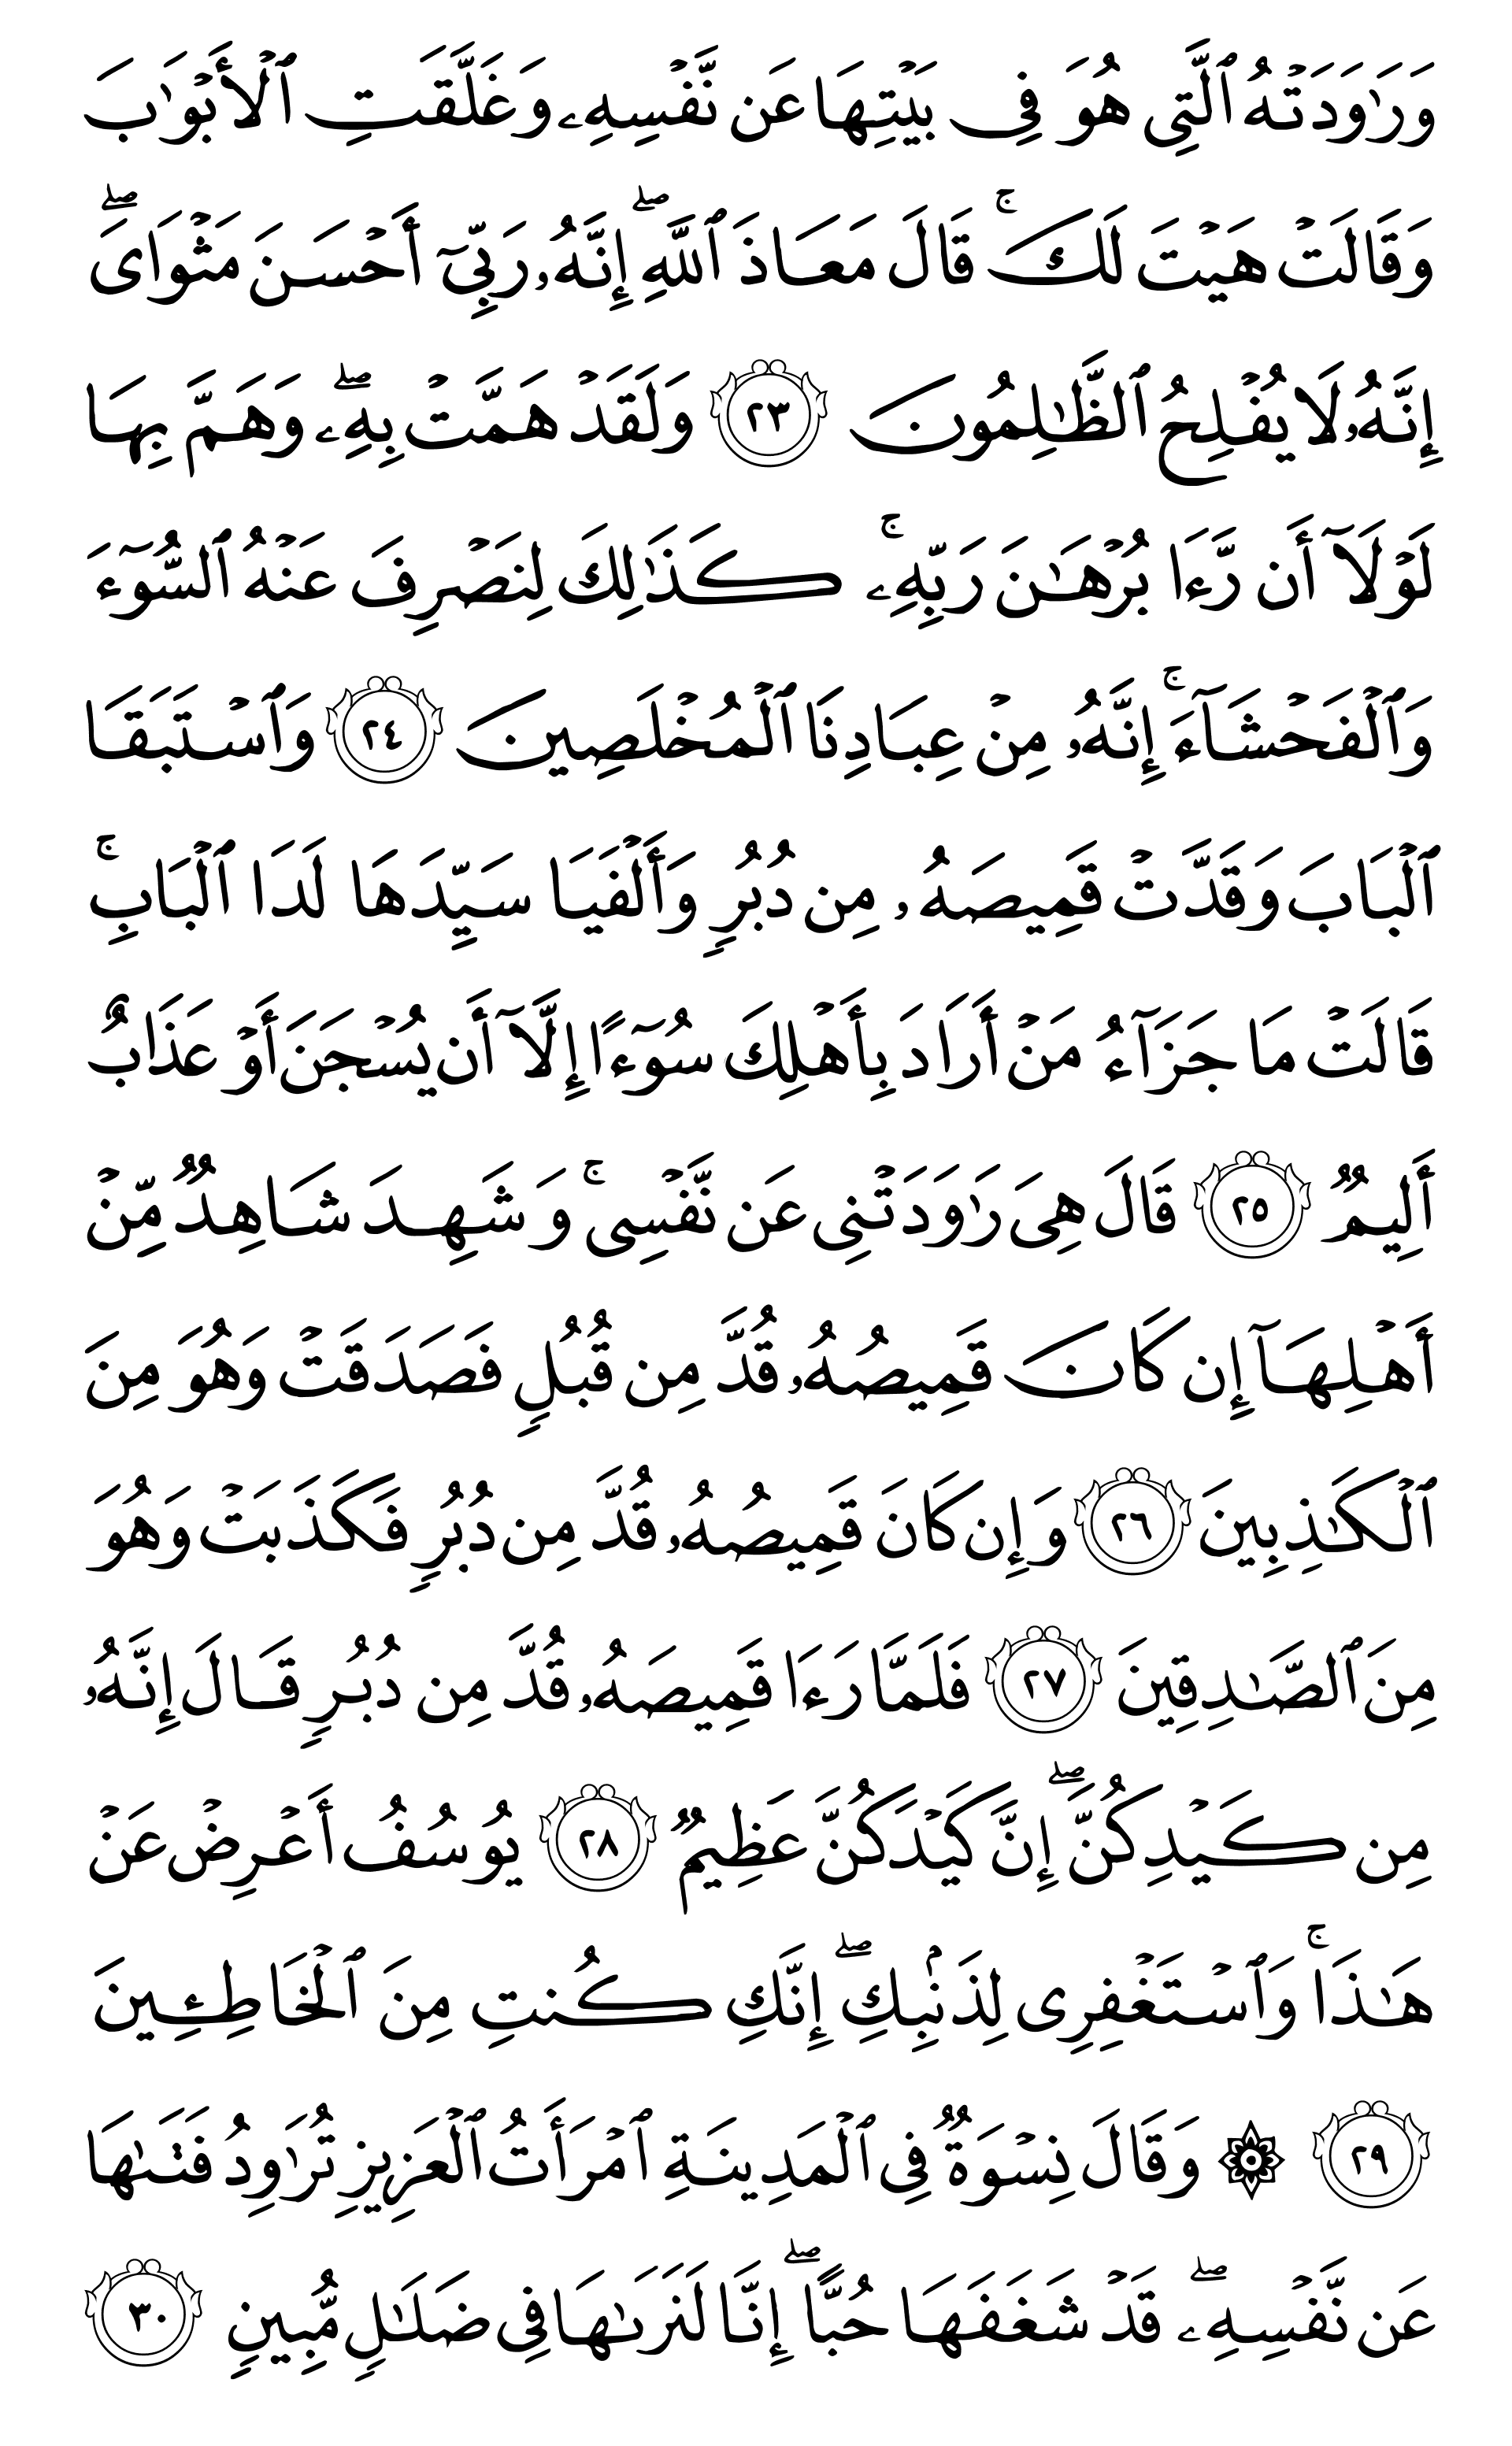 وَرَٰوَدَتْهُ ٱلَّتِى هُوَ فِى بَيْتِهَا عَن نَّفْسِهِۦ وَغَلَّقَتِ ٱلْأَبْوَٰبَ
وَقَالَتْ هَيْتَ لَكَ ۚ قَالَ مَعَاذَ ٱللَّهِ ۖ إِنَّهُۥ رَبِّىٓ أَحْسَنَ مَثْوَاىَ ۖ
إِنَّهُۥ لَا يُفْلِحُ ٱلظَّٰلِمُونَ ٢٣ وَلَقَدْ هَمَّتْ بِهِۦ ۖ وَهَمَّ بِهَا
لَوْلَآ أَن رَّءَا بُرْهَٰنَ رَبِّهِۦ ۚ كَذَٰلِكَ لِنَصْرِفَ عَنْهُ ٱلسُّوٓءَ
وَٱلْفَحْشَآءَ ۚ إِنَّهُۥ مِنْ عِبَادِنَا ٱلْمُخْلَصِينَ ٢٤ وَٱسْتَبَقَا
ٱلْبَابَ وَقَدَّتْ قَمِيصَهُۥ مِن دُبُرٍ وَأَلْفَيَا سَيِّدَهَا لَدَا ٱلْبَابِ ۚ
قَالَتْ مَا جَزَآءُ مَنْ أَرَادَ بِأَهْلِكَ سُوٓءًا إِلَّآ أَن يُسْجَنَ أَوْ عَذَابٌ
أَلِيمٌ ٢٥ قَالَ هِىَ رَٰوَدَتْنِى عَن نَّفْسِى ۚ وَشَهِدَ شَاهِدٌ مِّنْ
أَهْلِهَآ إِن كَانَ قَمِيصُهُۥ قُدَّ مِن قُبُلٍ فَصَدَقَتْ وَهُوَ مِنَ
ٱلْكَٰذِبِينَ ٢٦ وَإِن كَانَ قَمِيصُهُۥ قُدَّ مِن دُبُرٍ فَكَذَبَتْ وَهُوَ
مِنَ ٱلصَّٰدِقِينَ ٢٧ فَلَمَّا رَءَا قَمِيصَهُۥ قُدَّ مِن دُبُرٍ قَالَ إِنَّهُۥ
مِن كَيْدِكُنَّ ۖ إِنَّ كَيْدَكُنَّ عَظِيمٌ ٢٨ يُوسُفُ أَعْرِضْ عَنْ
هَٰذَا ۚ وَٱسْتَغْفِرِى لِذَنۢبِكِ ۖ إِنَّكِ كُنتِ مِنَ ٱلْخَاطِـِٔينَ
٢٩ ۞ وَقَالَ نِسْوَةٌ فِى ٱلْمَدِينَةِ ٱمْرَأَتُ ٱلْعَزِيزِ تُرَٰوِدُ فَتَىٰهَا
عَن نَّفْسِهِۦ ۖ قَدْ شَغَفَهَا حُبًّا ۖ إِنَّا لَنَرَىٰهَا فِى ضَلَٰلٍ مُّبِينٍ ٣٠